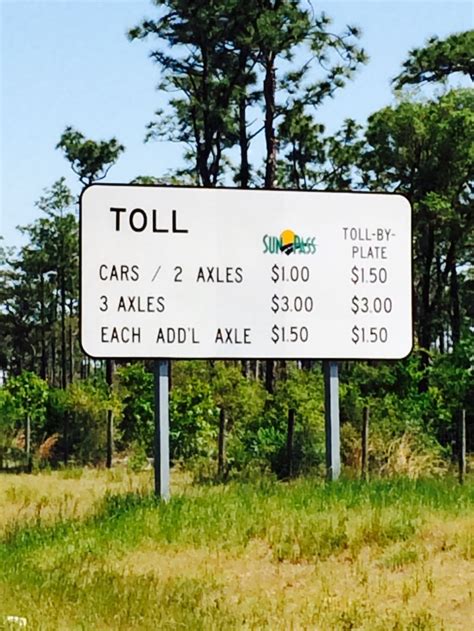 TOLL
SUNPASS TOLL-BY-PLATE
CARS / 2 AXLES $1.00 $1.50
3 AXLES $3.00 $3.00
EACH ADD'L AXLE $1.50 $1.50